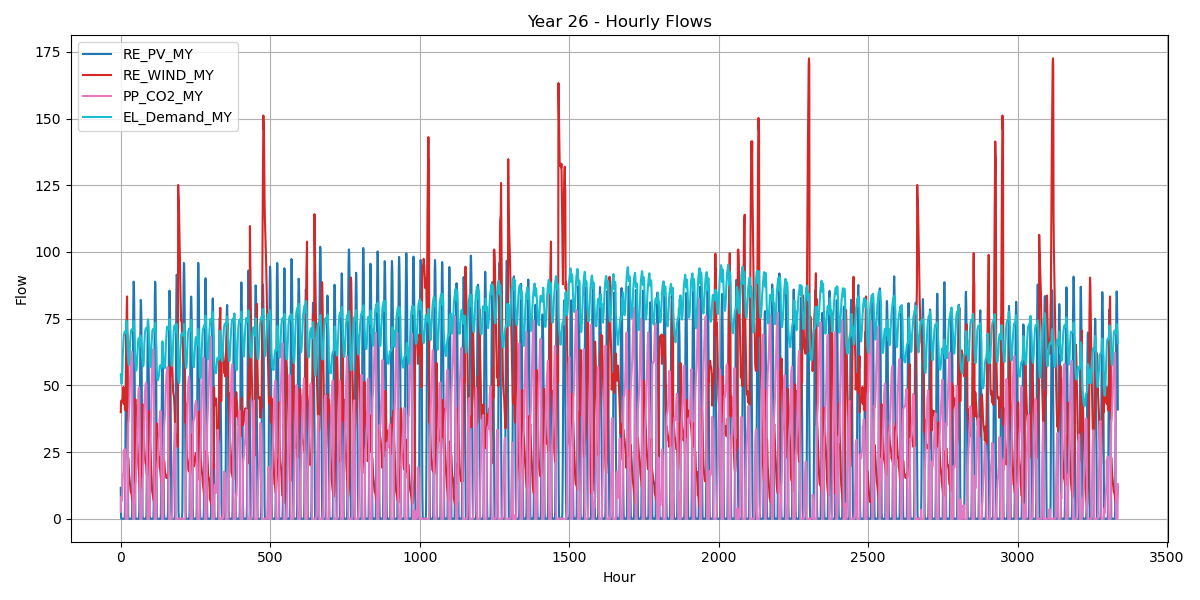 Year 26 - Hourly Flows
RE_PV_MY
RE_WIND_MY
PP_CO2_MY
EL_Demand_MY
Flow
175
150
125
100
75
50
25
0
0 500 1000 1500 2000 2500 3000 3500
Hour